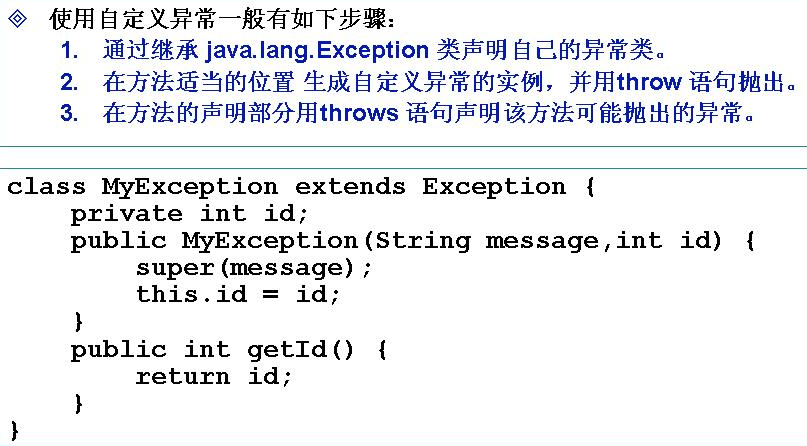 使用自定义异常一般有如下步骤：
1. 通过继承 java.lang.Exception 类声明自己的异常类。
2. 在方法适当的位置 生成自定义异常的实例，并用throw 语句抛出。
3. 在方法的声明部分用throws 语句声明该方法可能抛出的异常。
class MyException extends Exception {
    private int id;
    public MyException(String message,int id) {
        super(message);
        this.id = id;
    }
    public int getId() {
        return id;
    }
}